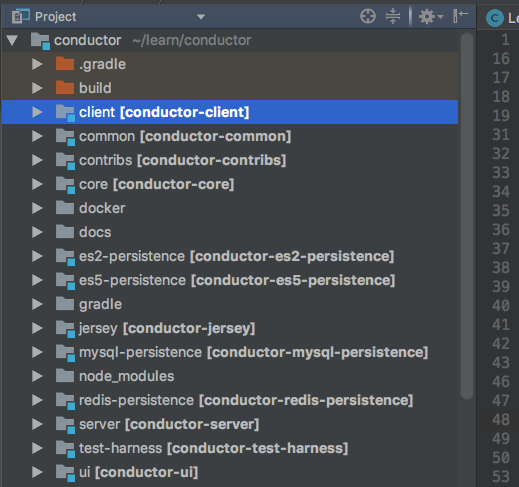 Project
conductor ~/learn/conductor
.gradle
build
client [conductor-client]
common [conductor-common]
contribs [conductor-contribs]
core [conductor-core]
docker
docs
es2-persistence [conductor-es2-persistence]
es5-persistence [conductor-es5-persistence]
gradle
jersey [conductor-jersey]
mysql-persistence [conductor-mysql-persistence]
node_modules
redis-persistence [conductor-redis-persistence]
server [conductor-server]
test-harness [conductor-test-harness]
ui [conductor-ui]
C Le
1
16
17
18
19
31
32
33
34
35
36
37
38
39
40
41
42
43
46
47
48
49
50
53